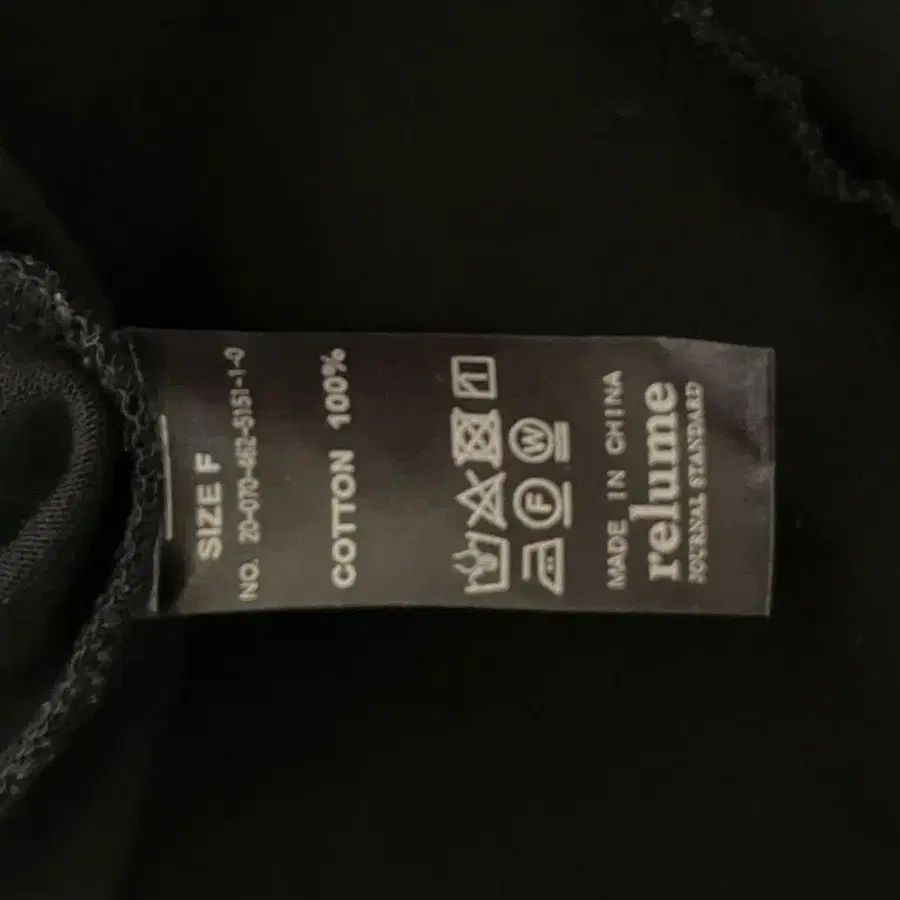 SIZE F
NO. 20-070-462-5151-1-0
COTTON 100%
F W
MADE IN CHINA
relume
JOURNAL STANDARD